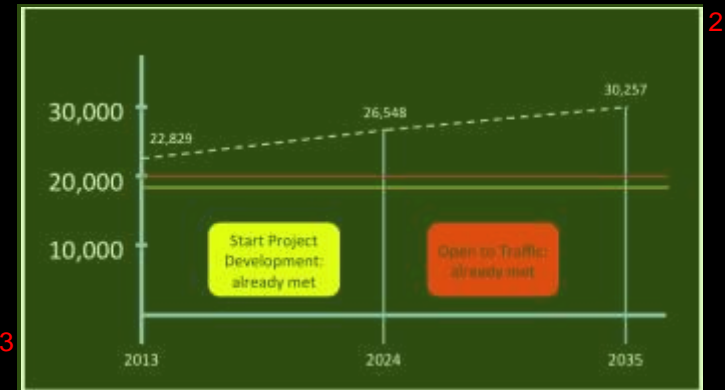 2
30,257
30,000
26,548
22,829
20,000
Start Project
Development:
already met
Open to Traffic:
already met
10,000
3
2013
2024
2035